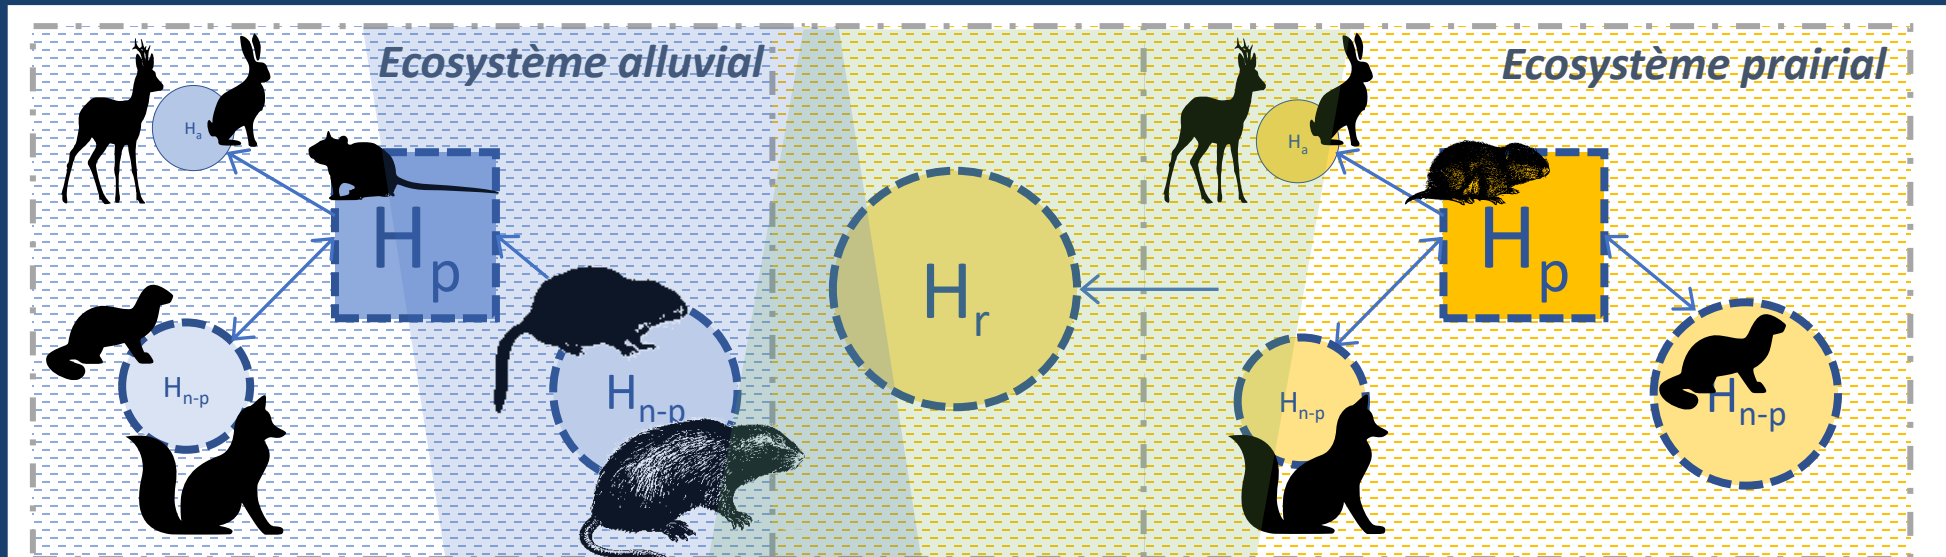 Ecosystème alluvial
Ecosystème prairial
Ha
Ha
Hp
Hp
Hr
Hn-p
Hn-p
Hn-p
Hn-p